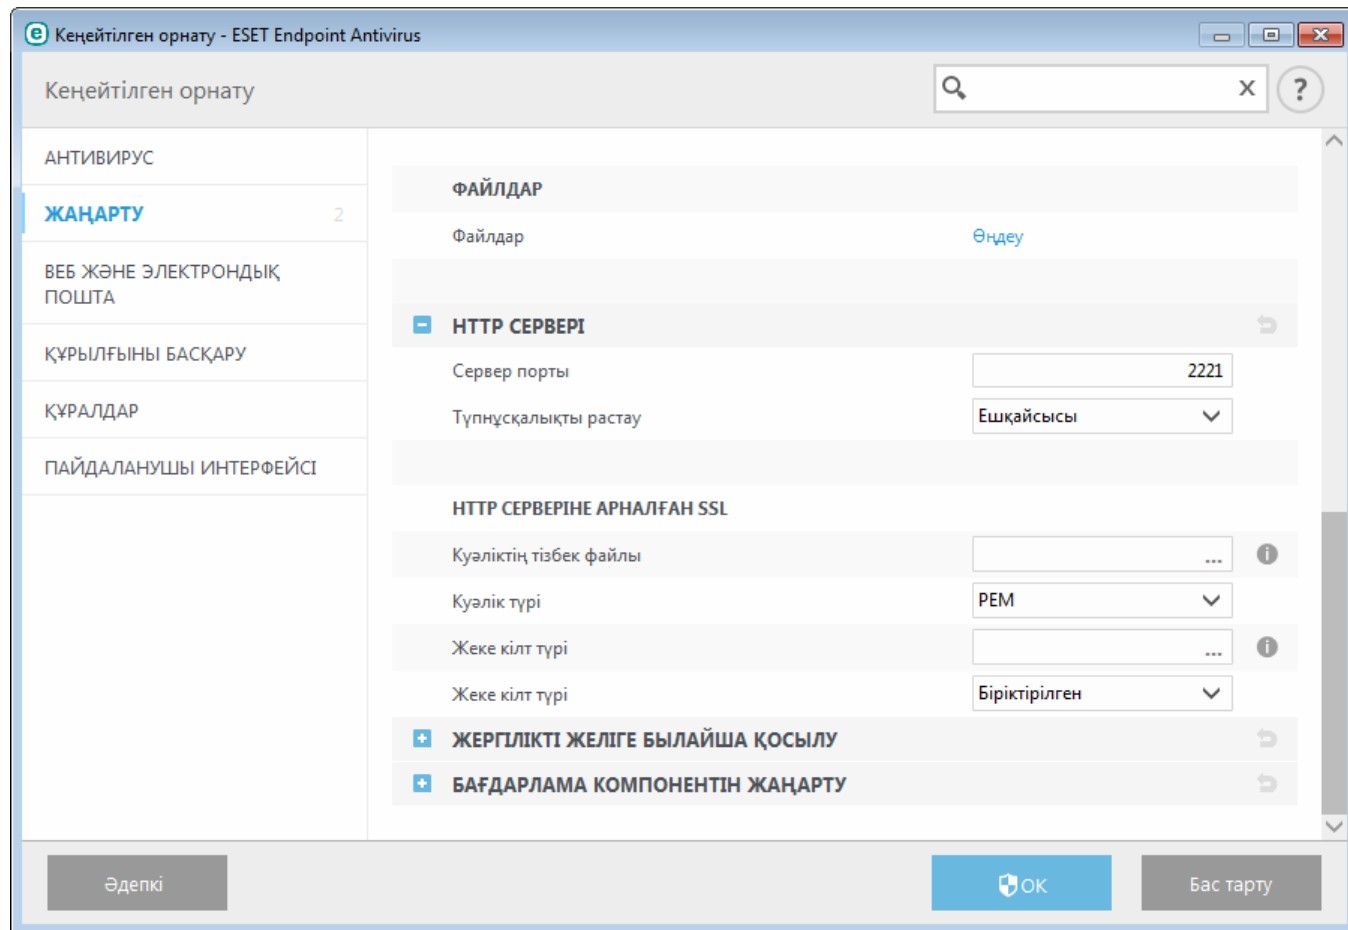 Кеңейтілген орнату - ESET Endpoint Antivirus
Кеңейтілген орнату
X
?
АНТИВИРУС
ЖАҢАРТУ 2
ВЕБ ЖӘНЕ ЭЛЕКТРОНДЫҚ
ПОШТА
ҚҰРЫЛҒЫНЫ БАСҚАРУ
ҚҰРАЛДАР
ПАЙДАЛАНУШЫ ИНТЕРФЕЙСІ
ФАЙЛДАР
Файлдар Өңдеу
HTTP СЕРВЕРІ
Сервер порты 2221
Түпнұсқалықты растау Ешқайсысы
HTTP СЕРВЕРІНЕ АРНАЛҒАН SSL
Куәліктің тізбек файлы ...
Куәлік түрі PEM
Жеке кілт түрі ...
Жеке кілт түрі Біріктірілген
ЖЕРГІЛІКТІ ЖЕЛІГЕ БЫЛАЙША ҚОСЫЛУ
БАҒДАРЛАМА КОМПОНЕНТІН ЖАҢАРТУ
Әдепкі
OK
Бас тарту